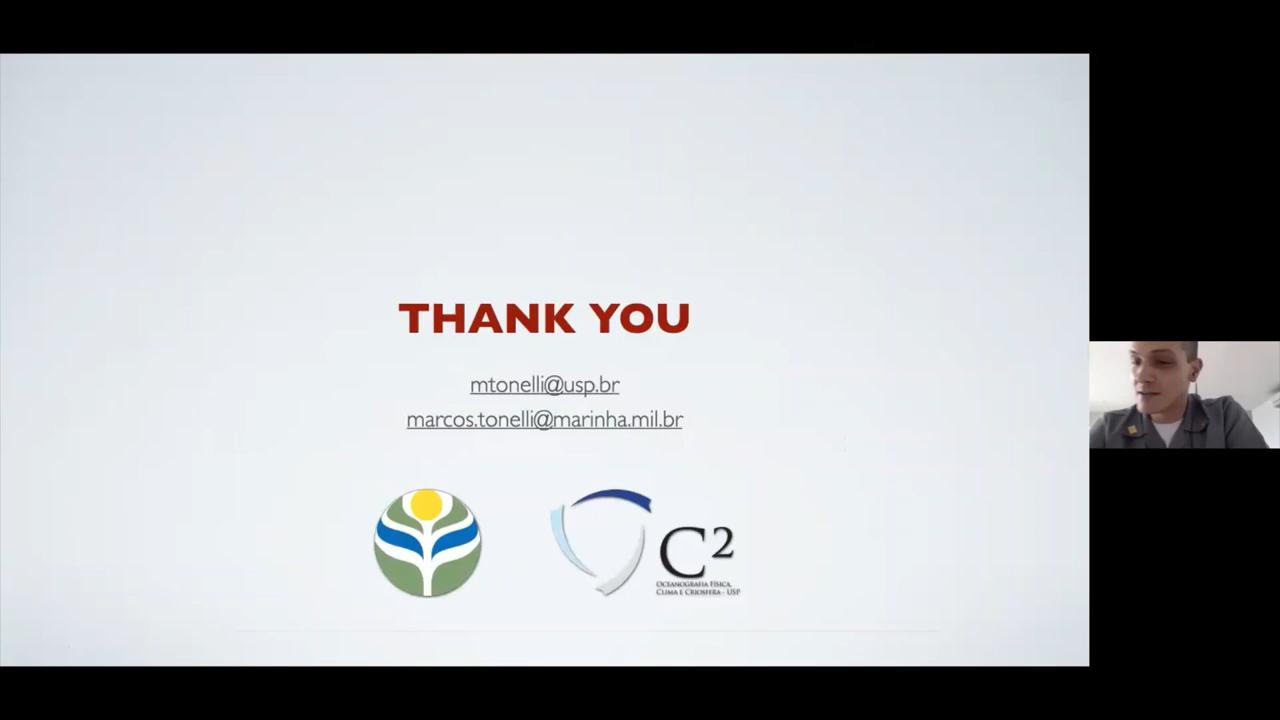 THANK YOU
mtonelli@usp.br
marcos.tonelli@marinha.mil.br
C²
OCEANOGRAFIA FÍSICA,
CLIMA E CRIOSFERA - USP